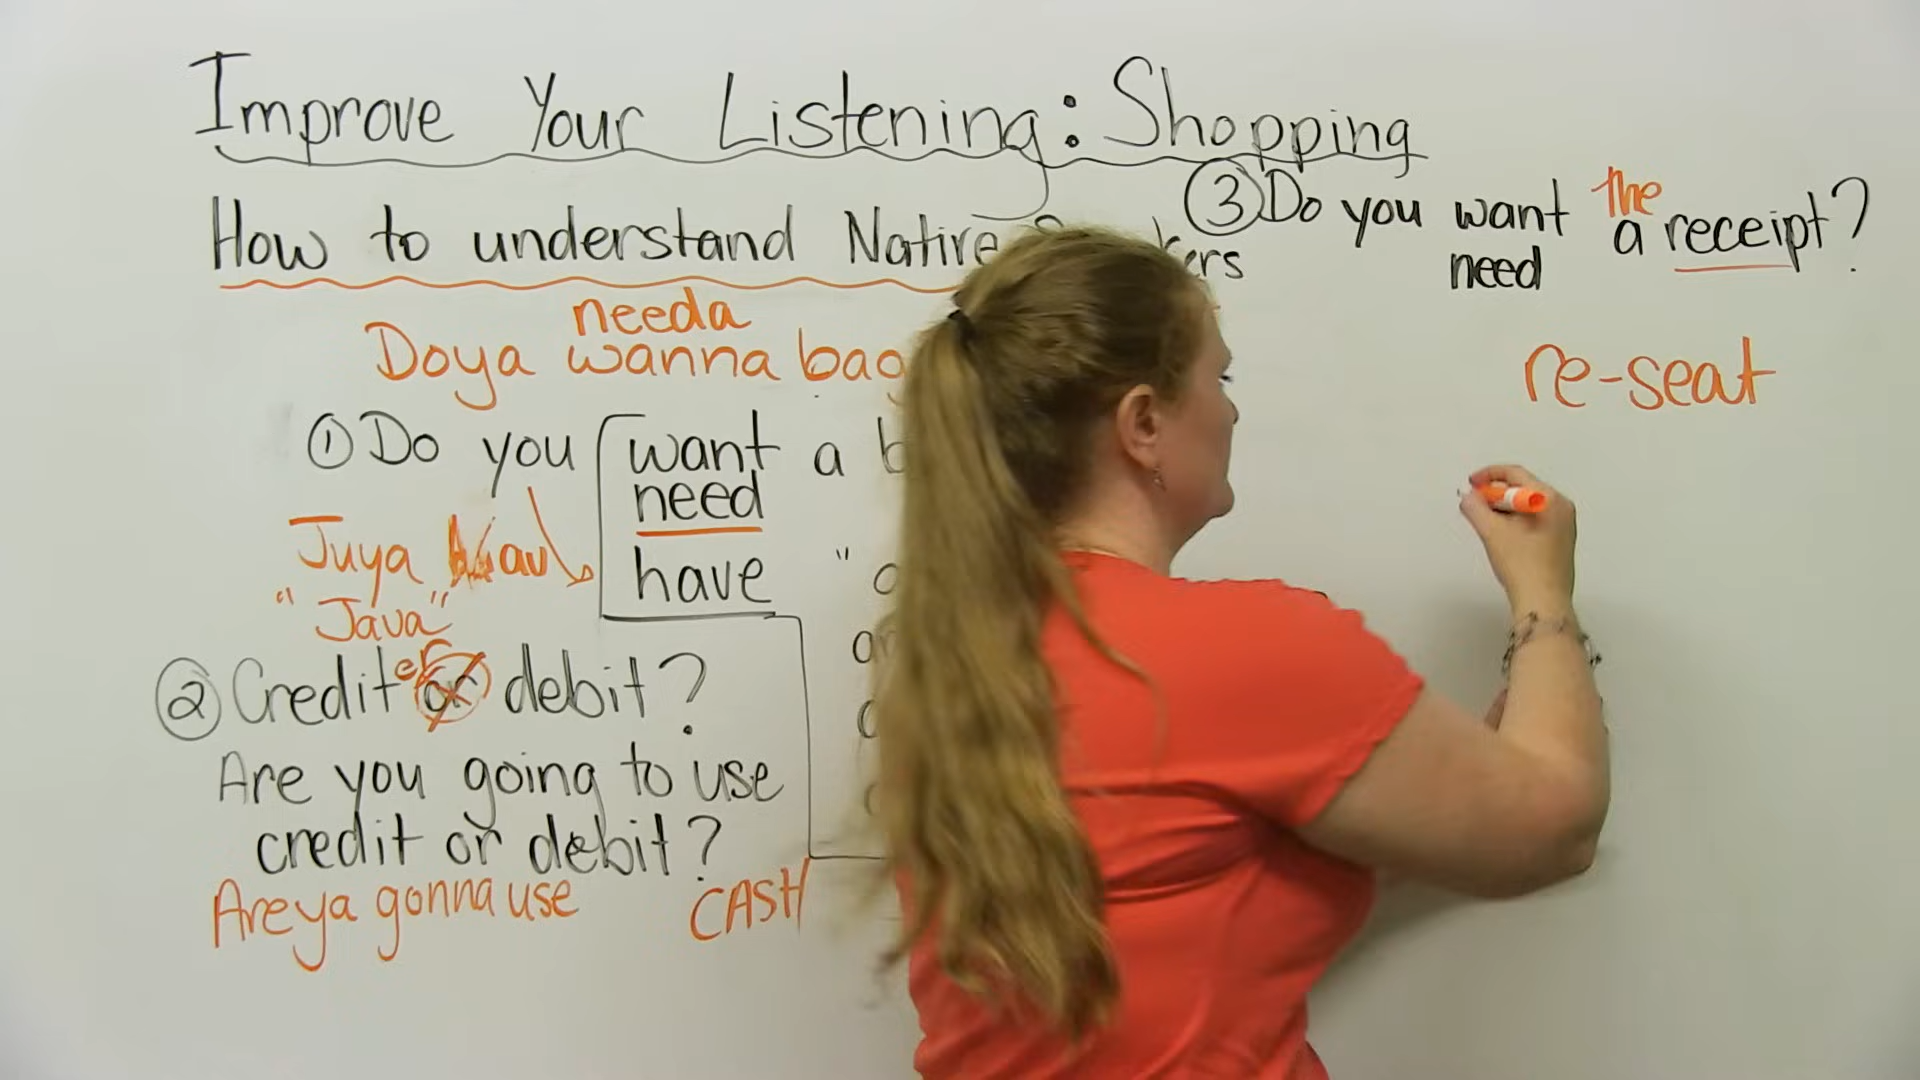 Improve Your Listening: Shopping
How to understand Native
needa
Doya wanna bag
① Do you want a
need
have
Juya
"Java"
② Credit er or debit?
Are you going to use
credit or debit?
Areya gonna use CASH
③ Do you want the a receipt?
need
re-seat